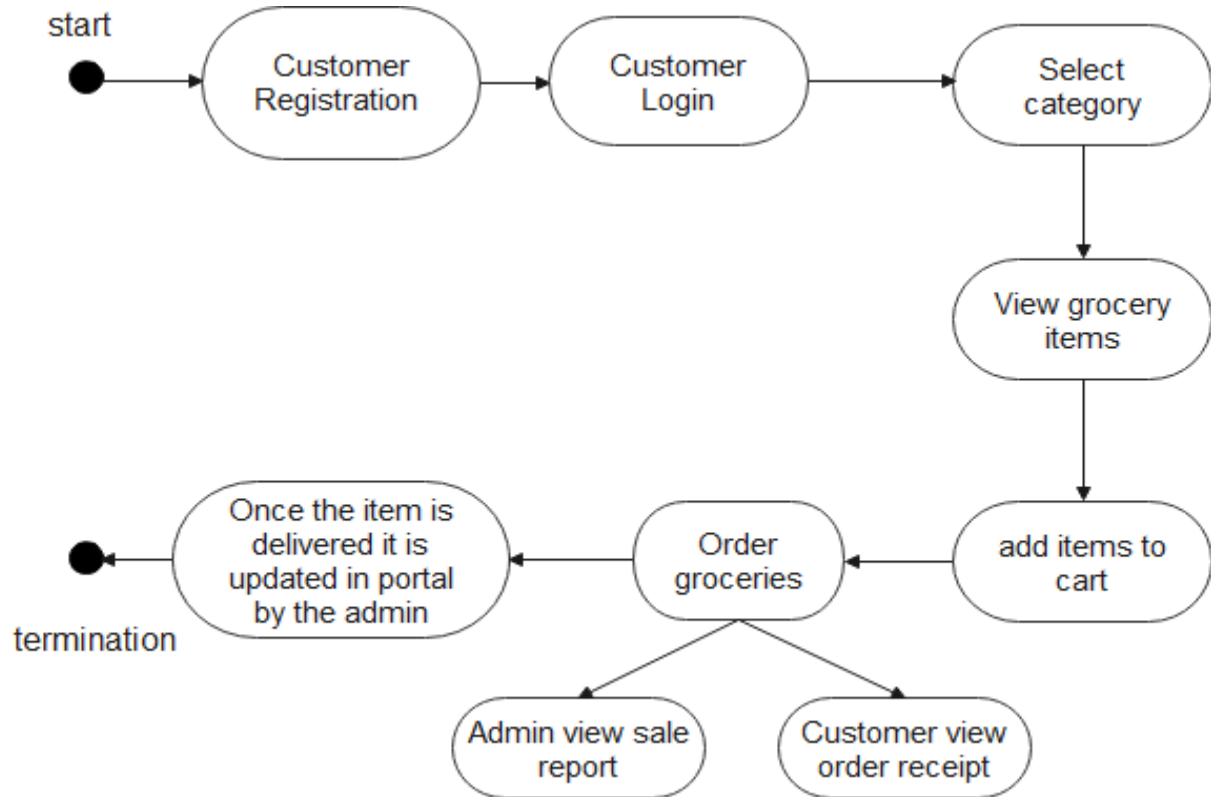 start
Customer
Registration
Customer
Login
Select
category
View grocery
items
add items to
cart
Order
groceries
Once the item is
delivered it is
updated in portal
by the admin
termination
Admin view sale
report
Customer view
order receipt